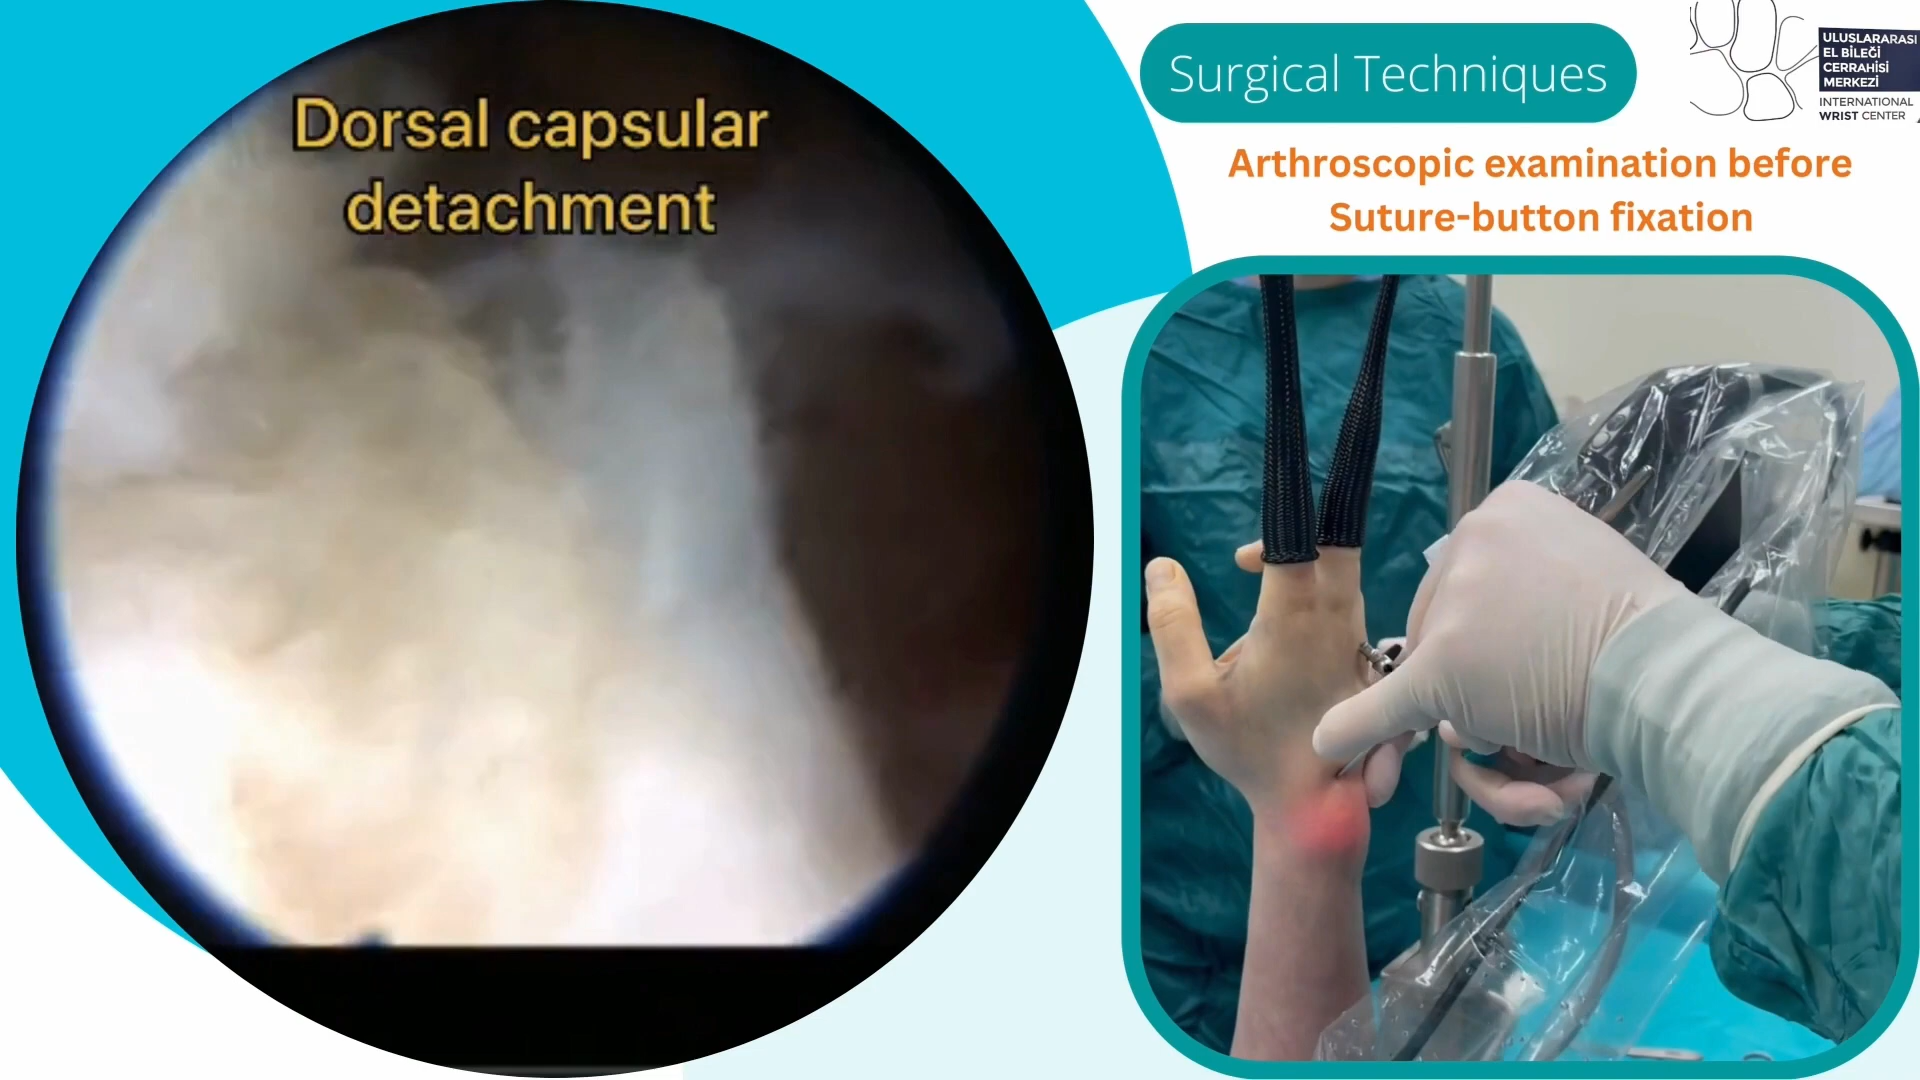 Dorsal capsular
detachment
Surgical Techniques
ULUSLARARASI
EL BİLEĞİ
CERRAHİSİ
MERKEZİ
INTERNATIONAL
WRIST CENTER
Arthroscopic examination before
Suture-button fixation